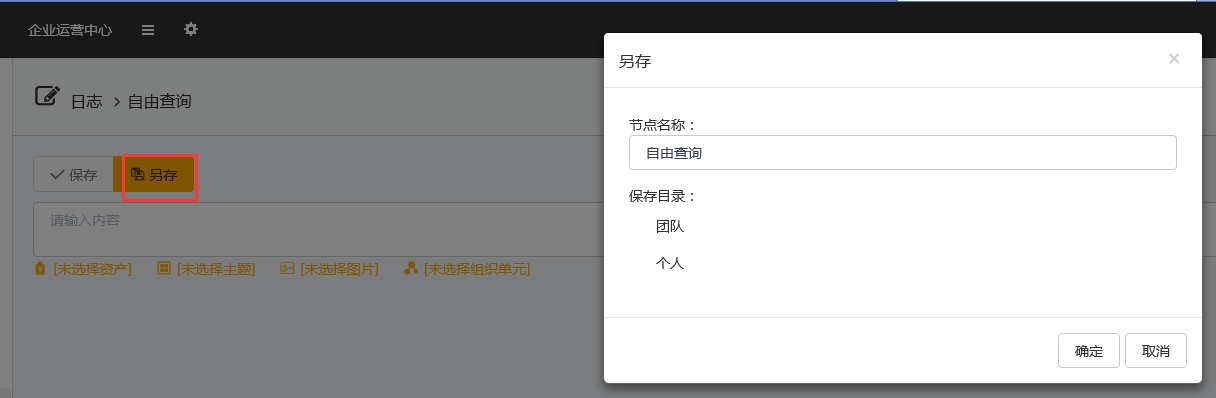 企业运营中心
日志 > 自由查询
保存 另存
请输入内容
[未选择资产] [未选择主题] [未选择图片] [未选择组织单元]
另存 ×
节点名称：
自由查询
保存目录：
团队
个人
确定 取消